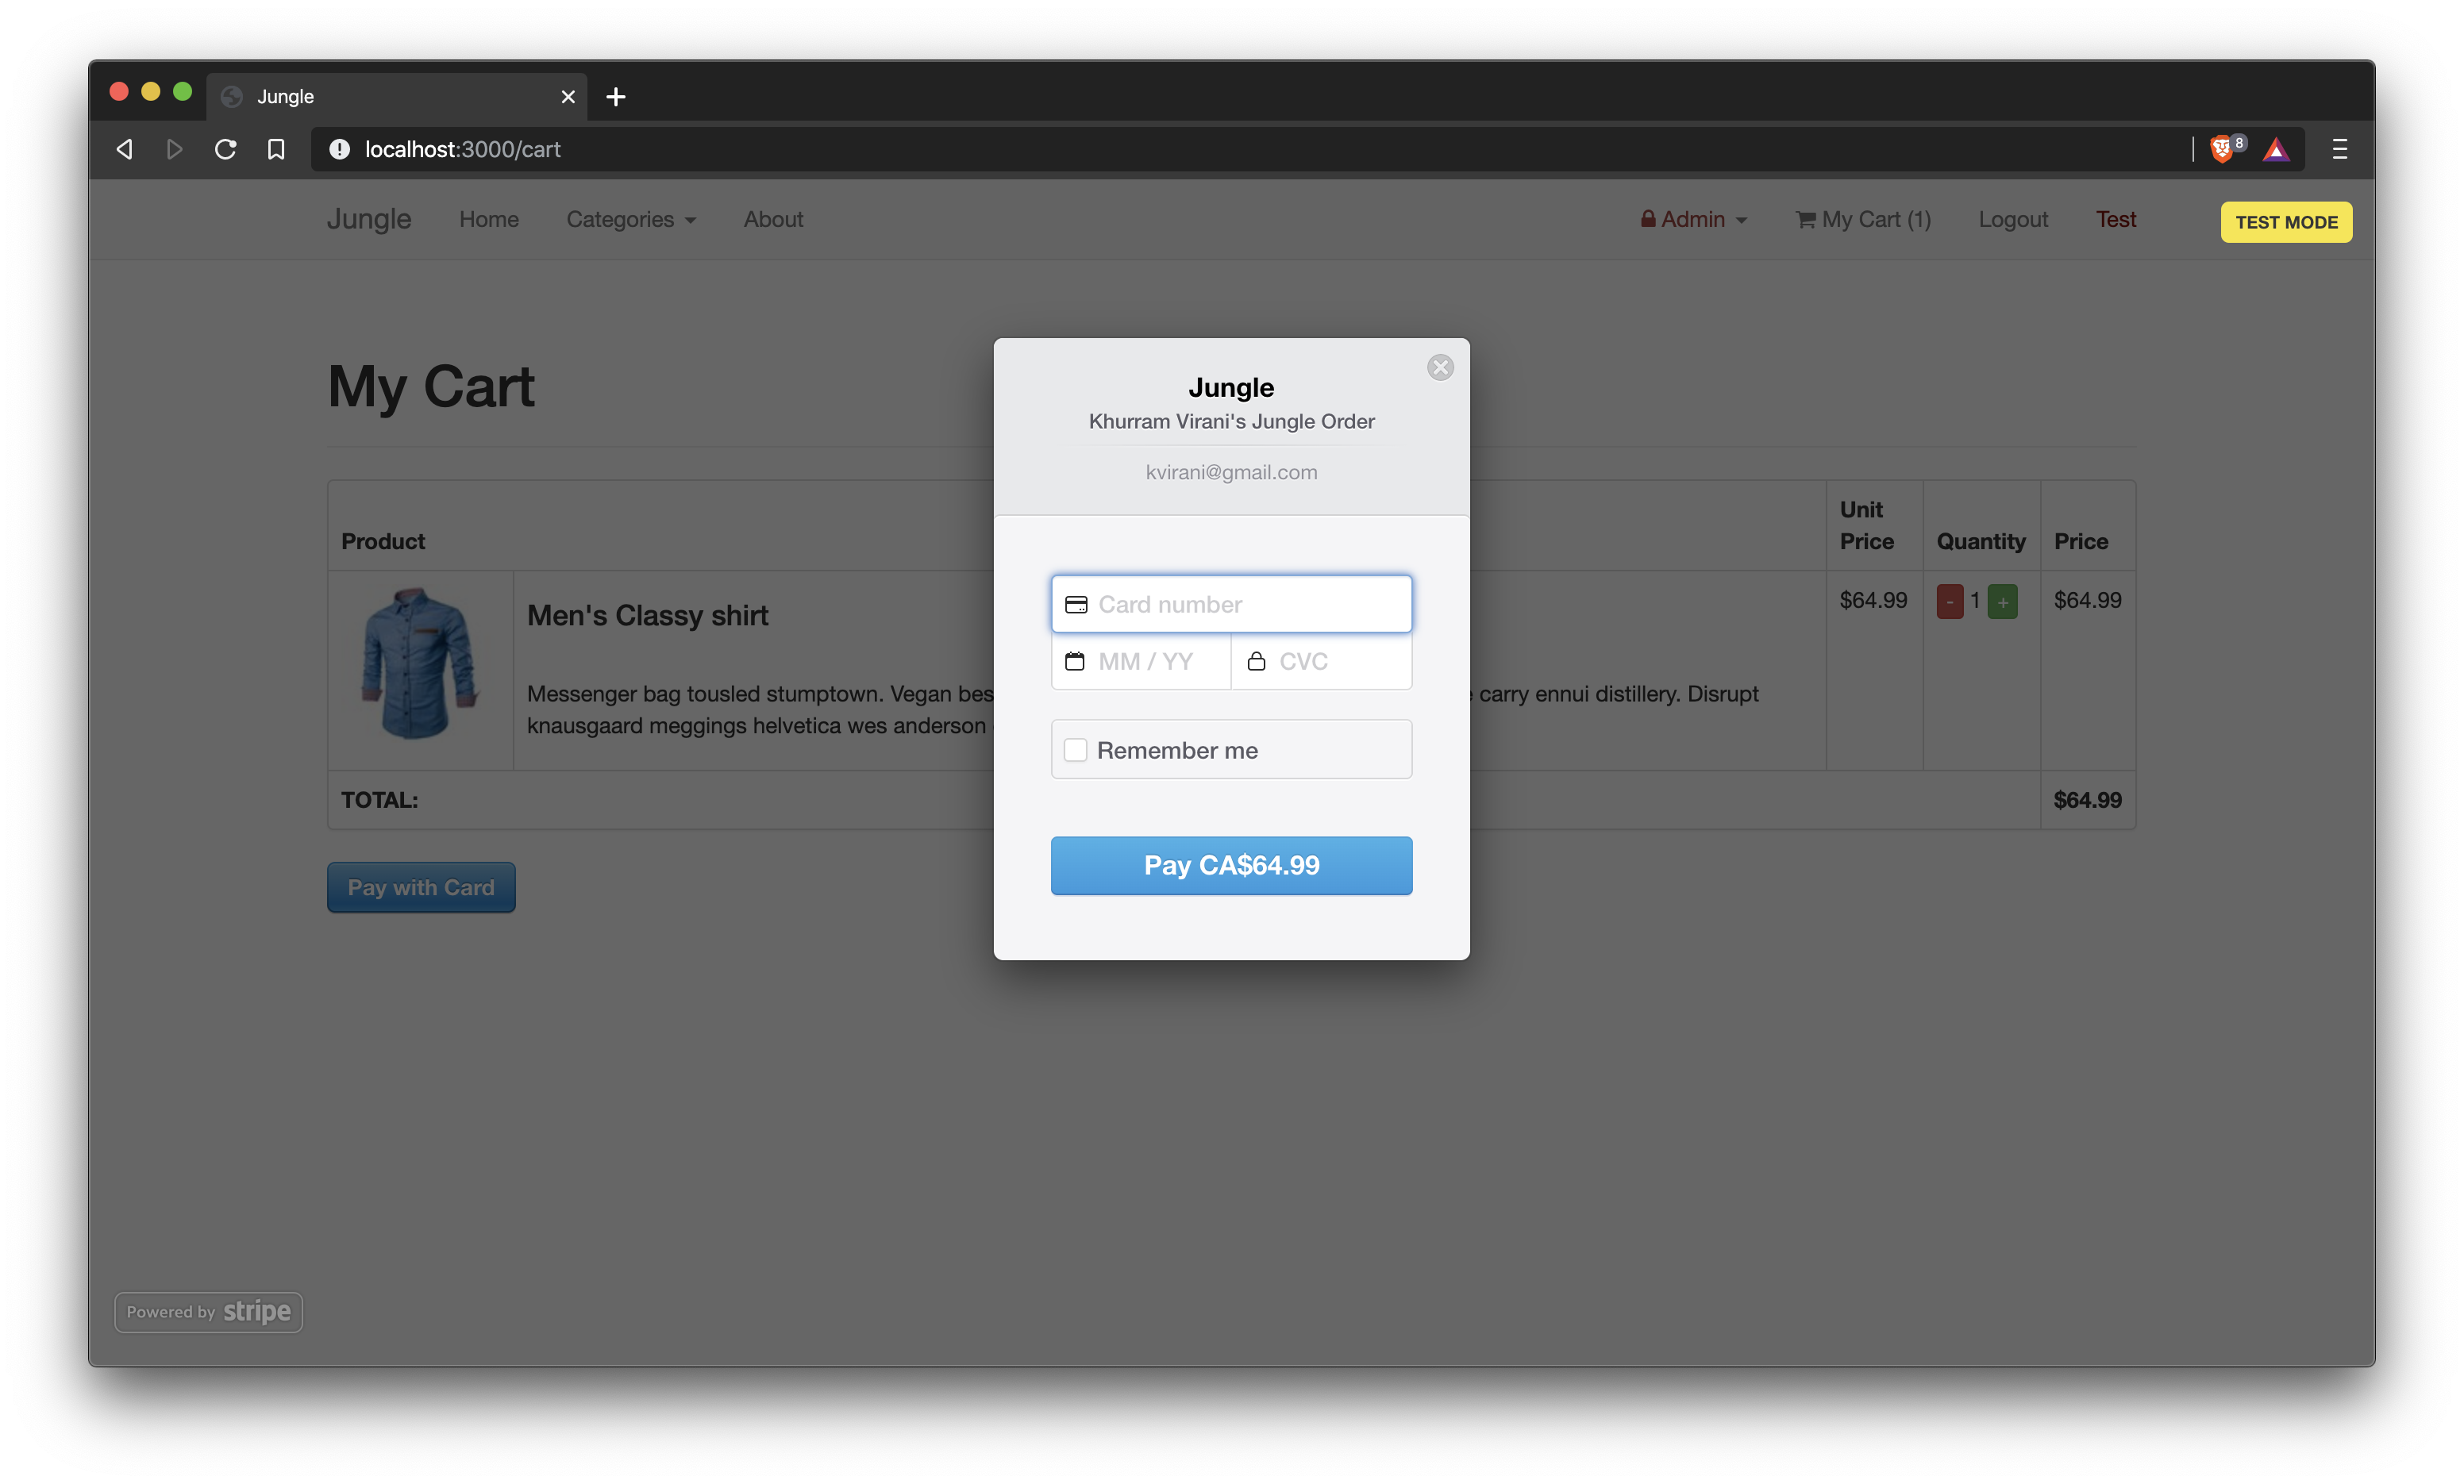 Jungle
localhost:3000/cart
8
Jungle Home Categories About Admin My Cart (1) Logout Test
TEST MODE
My Cart
Product Unit Price Quantity Price
Men's Classy shirt
$64.99 - 1 + $64.99
Messenger bag tousled stumptown. Vegan bes
carry ennui distillery. Disrupt
knausgaard meggings helvetica wes anderson
TOTAL: $64.99
Pay with Card
Jungle
Khurram Virani's Jungle Order
kvirani@gmail.com
Card number
MM / YY CVC
Remember me
Pay CA$64.99
Powered by stripe